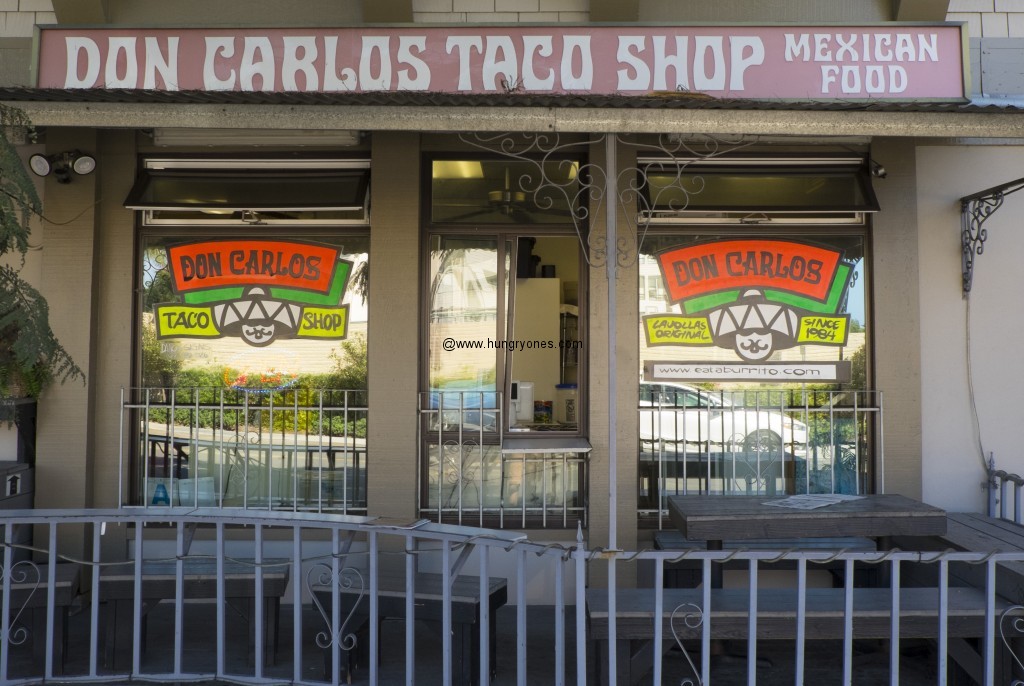 DON CARLOS TACO SHOP MEXICAN
FOOD
DON CARLOS
TACO SHOP
@www.hungryones.com
DON CARLOS
LAJOLLAS
ORIGINAL
SINCE
1984
www.eataburrito.com